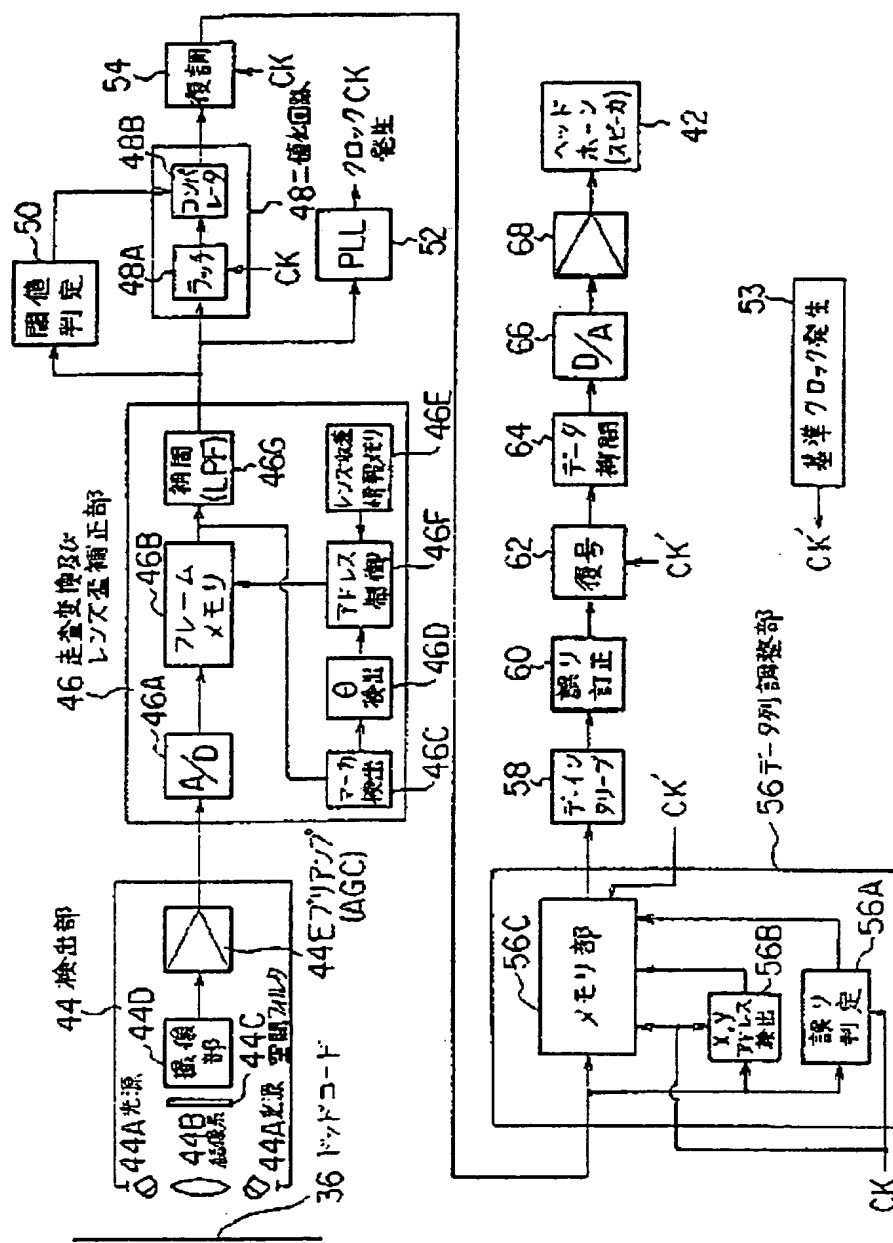 36 ドッドコード
44 検出部
44A 光源
44B 結像系
44A 光源
44C 空間フィルタ
44D
撮像
部
44E プリアンプ
(AGC)
46 走査変換及び
レンズ歪補正部
46A
A/D
46B
フレーム
メモリ
補間
(LPF)
46G
マーカ
検出
46C
θ
検出
46D
アドレス
制御
46F
レンズ収差
情報メモリ
46E
50
閾値
判定
48A
ラッチ
CK
48B
コンパ
レータ
48 二値化回路
PLL
52
クロックCK
発生
54
復調
CK
56 データ列調整部
56C
メモリ部
56B
x,y
アドレス
検出
56A
誤り
判定
CK
CK'
58
デ・イン
タリーブ
60
誤り
訂正
62
復号
CK'
64
データ
補間
66
D/A
68
ヘッド
ホーン
(スピーカ)
42
53
基準クロック発生
CK'